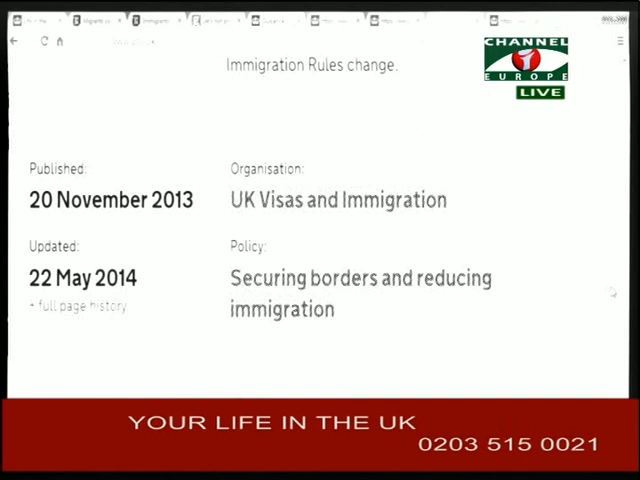 Immigration Rules change.
CHANNEL
i
EUROPE
LIVE
Published:
20 November 2013
Organisation:
UK Visas and Immigration
Updated:
22 May 2014
+ full page history
Policy:
Securing borders and reducing
immigration
YOUR LIFE IN THE UK
0203 515 0021